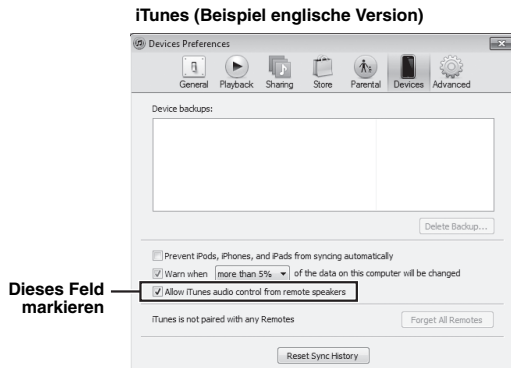 iTunes (Beispiel englische Version)
Devices Preferences
General Playback Sharing Store Parental Devices Advanced
Device backups:
Delete Backup...
Prevent iPods, iPhones, and iPads from syncing automatically
Warn when more than 5% of the data on this computer will be changed
Dieses Feld
markieren
Allow iTunes audio control from remote speakers
iTunes is not paired with any Remotes
Forget All Remotes
Reset Sync History